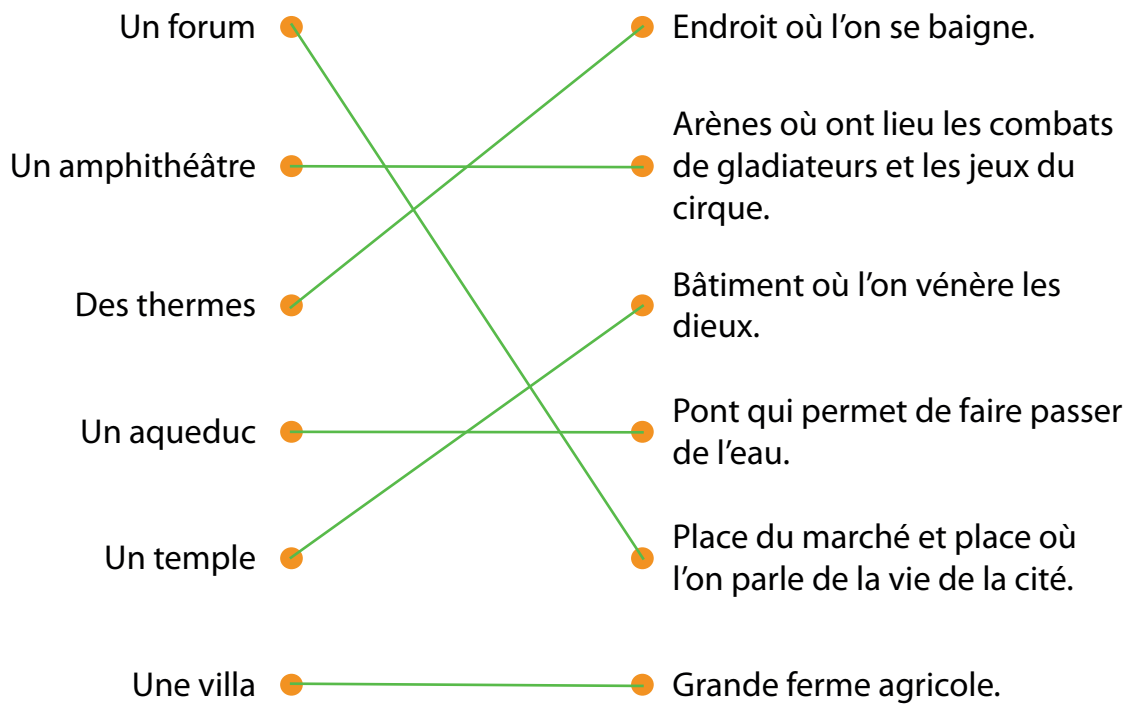 Un forum
Endroit où l'on se baigne.
Un amphithéâtre
Arènes où ont lieu les combats
de gladiateurs et les jeux du
cirque.
Des thermes
Bâtiment où l'on vénère les
dieux.
Un aqueduc
Pont qui permet de faire passer
de l'eau.
Un temple
Place du marché et place où
l'on parle de la vie de la cité.
Une villa
Grande ferme agricole.